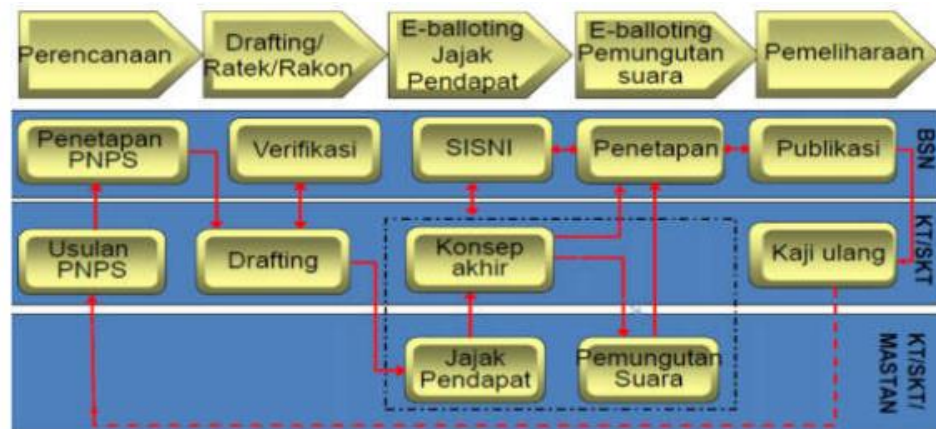 Perencanaan
Drafting/
Ratek/Rakon
E-balloting
Jajak
Pendapat
E-balloting
Pemungutan
suara
Pemeliharaan
Penetapan
PNPS
Verifikasi
SISNI
Penetapan
Publikasi
BSN
Usulan
PNPS
Drafting
Konsep
akhir
Kaji ulang
KT/SKT
Jajak
Pendapat
Pemungutan
Suara
KT/SKT/
MASTAN